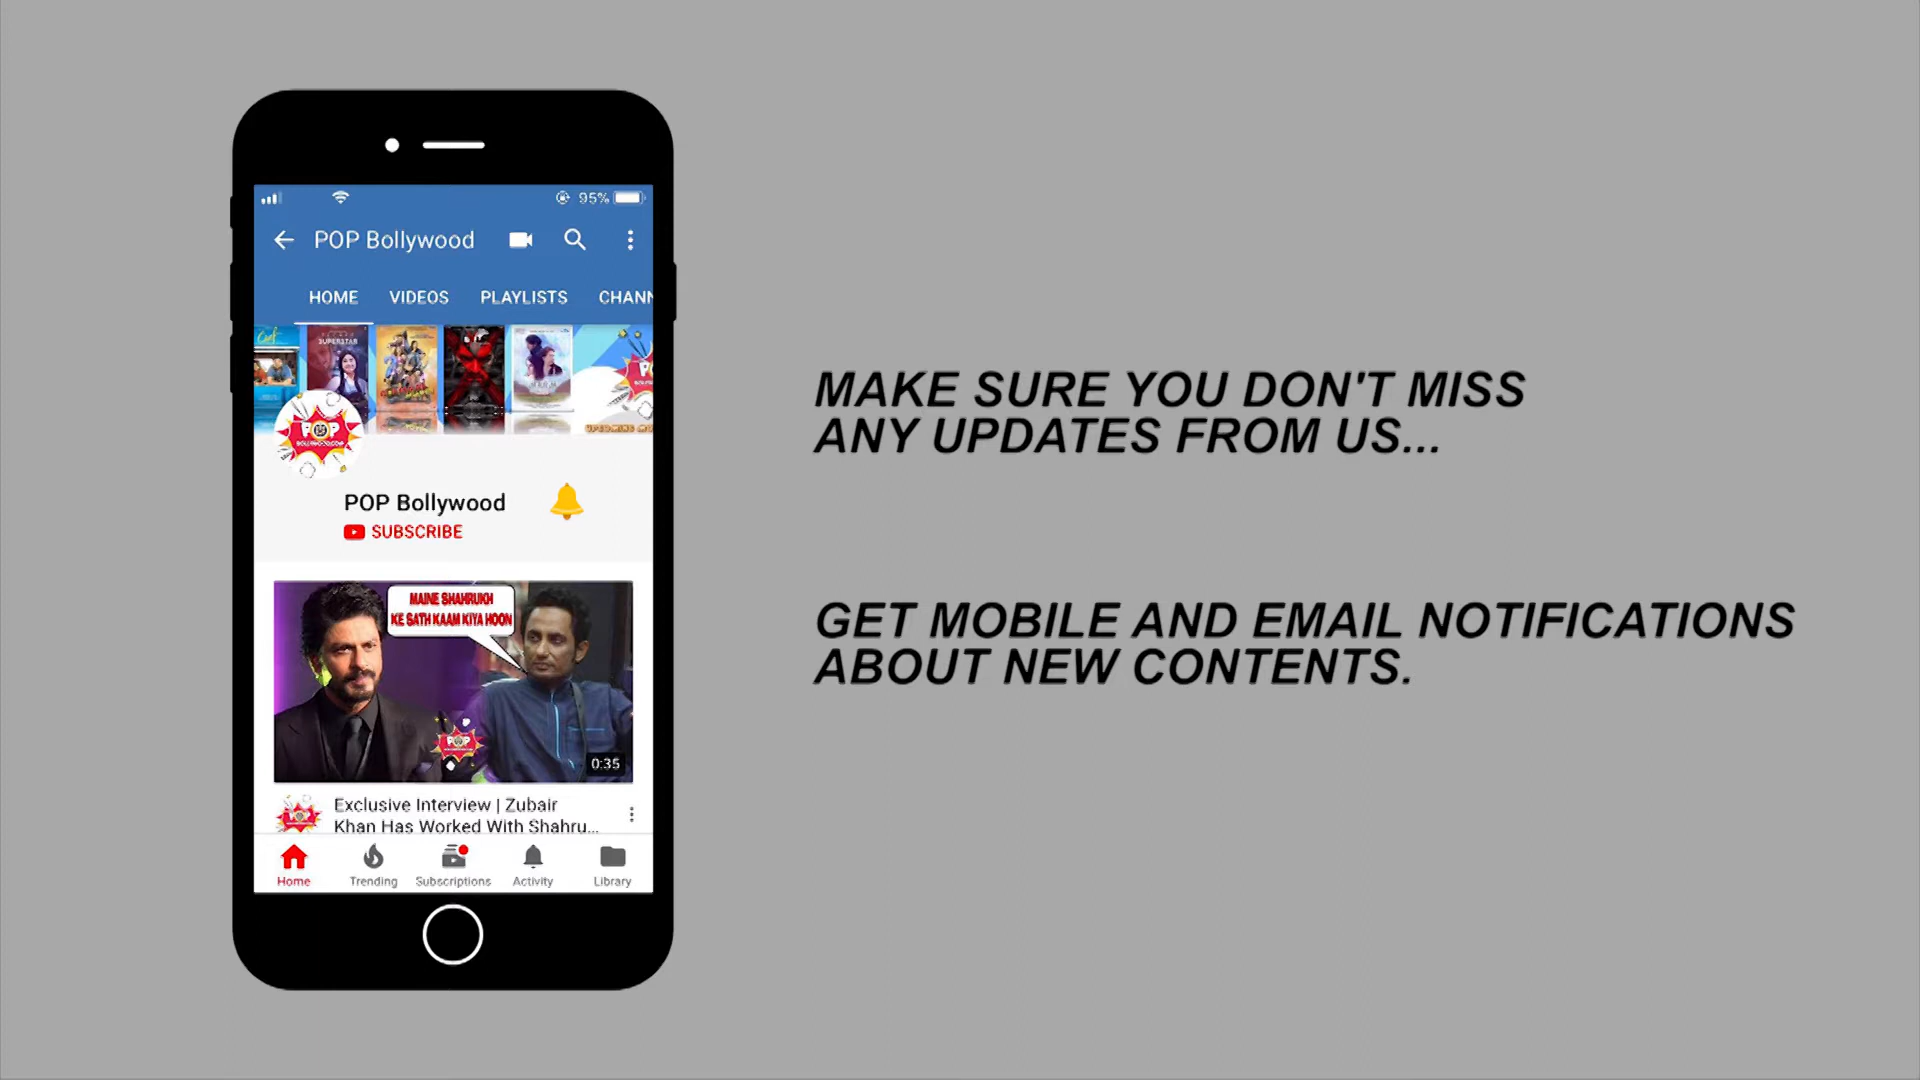 95%
POP Bollywood
HOME VIDEOS PLAYLISTS CHANN
SUPERSTAR
POP Bollywood
SUBSCRIBE
MAINE SHAHRUKH
KE SATH KAAM KIYA HOON
POP
0:35
Exclusive Interview | Zubair
Khan Has Worked With Shahru...
Home Trending Subscriptions Activity Library
MAKE SURE YOU DON'T MISS
ANY UPDATES FROM US...
GET MOBILE AND EMAIL NOTIFICATIONS
ABOUT NEW CONTENTS.